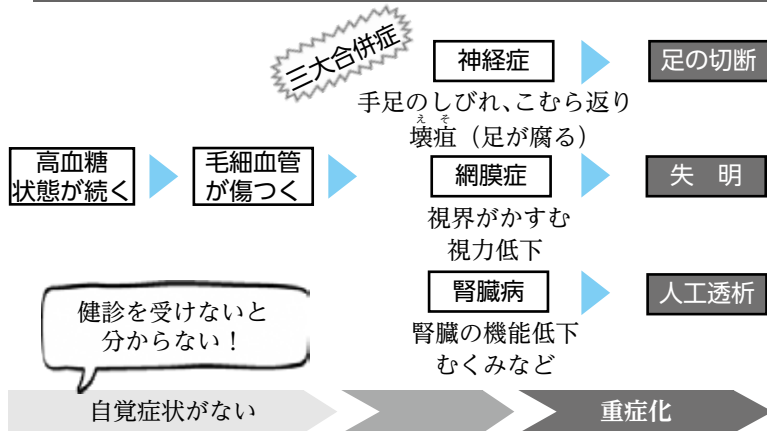 三大合併症
神経症
足の切断
手足のしびれ、こむら返り
えそ
壊疽（足が腐る）
高血糖
状態が続く
毛細血管
が傷つく
網膜症
失　明
視界がかすむ
視力低下
腎臓病
人工透析
腎臓の機能低下
むくみなど
健診を受けないと
分からない！
自覚症状がない
重症化